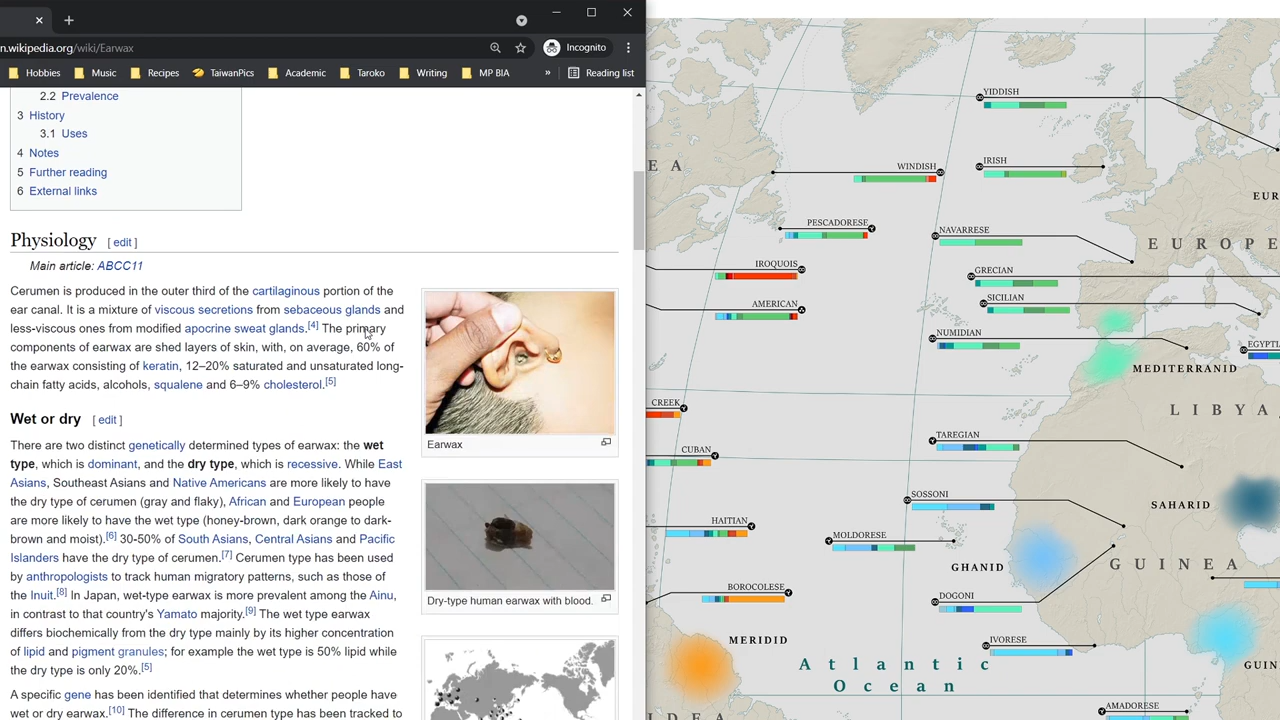 n.wikipedia.org/wiki/Earwax
Incognito
Hobbies
Music
Recipes
TaiwanPics
Academic
Taroko
Writing
MP BIA
»
Reading list
2.2 Prevalence
3 History
3.1 Uses
4 Notes
5 Further reading
6 External links
Physiology [ edit ]
Main article: ABCC11
Cerumen is produced in the outer third of the cartilaginous portion of the
ear canal. It is a mixture of viscous secretions from sebaceous glands and
less-viscous ones from modified apocrine sweat glands.[4] The primary
components of earwax are shed layers of skin, with, on average, 60% of
the earwax consisting of keratin, 12–20% saturated and unsaturated long-
chain fatty acids, alcohols, squalene and 6–9% cholesterol.[5]
Earwax
Wet or dry [ edit ]
There are two distinct genetically determined types of earwax: the wet
type, which is dominant, and the dry type, which is recessive. While East
Asians, Southeast Asians and Native Americans are more likely to have
the dry type of cerumen (gray and flaky), African and European people
are more likely to have the wet type (honey-brown, dark orange to dark-
brown and moist).[6] 30-50% of South Asians, Central Asians and Pacific
Islanders have the dry type of cerumen.[7] Cerumen type has been used
by anthropologists to track human migratory patterns, such as those of
the Inuit.[8] In Japan, wet-type earwax is more prevalent among the Ainu,
in contrast to that country's Yamato majority.[9] The wet type earwax
differs biochemically from the dry type mainly by its higher concentration
of lipid and pigment granules; for example the wet type is 50% lipid while
the dry type is only 20%.[5]
A specific gene has been identified that determines whether people have
wet or dry earwax.[10] The difference in cerumen type has been tracked to
Dry-type human earwax with blood.
YIDDISH
EA
WINDISH
IRISH
EUR
PESCADORESE
NAVARRESE
EUROPE
IROQUOIS
GRECIAN
AMERICAN
SICILIAN
NUMIDIAN
EGYPTI
MEDITERRANID
CREEK
LIBYA
TAREGIAN
CUBAN
SOSSONI
SAHARID
HAITIAN
MOLDORESE
GHANID
GUINEA
BOROCOLESE
DOGONI
MERIDID
IVORESE
Atlantic
Ocean
GUIN
AMADORESE
LDEA